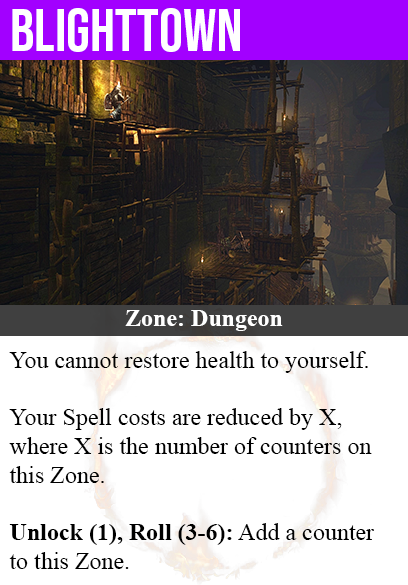 BLIGHTTOWN
Zone: Dungeon
You cannot restore health to yourself.
Your Spell costs are reduced by X,
where X is the number of counters on
this Zone.
Unlock (1), Roll (3-6): Add a counter
to this Zone.